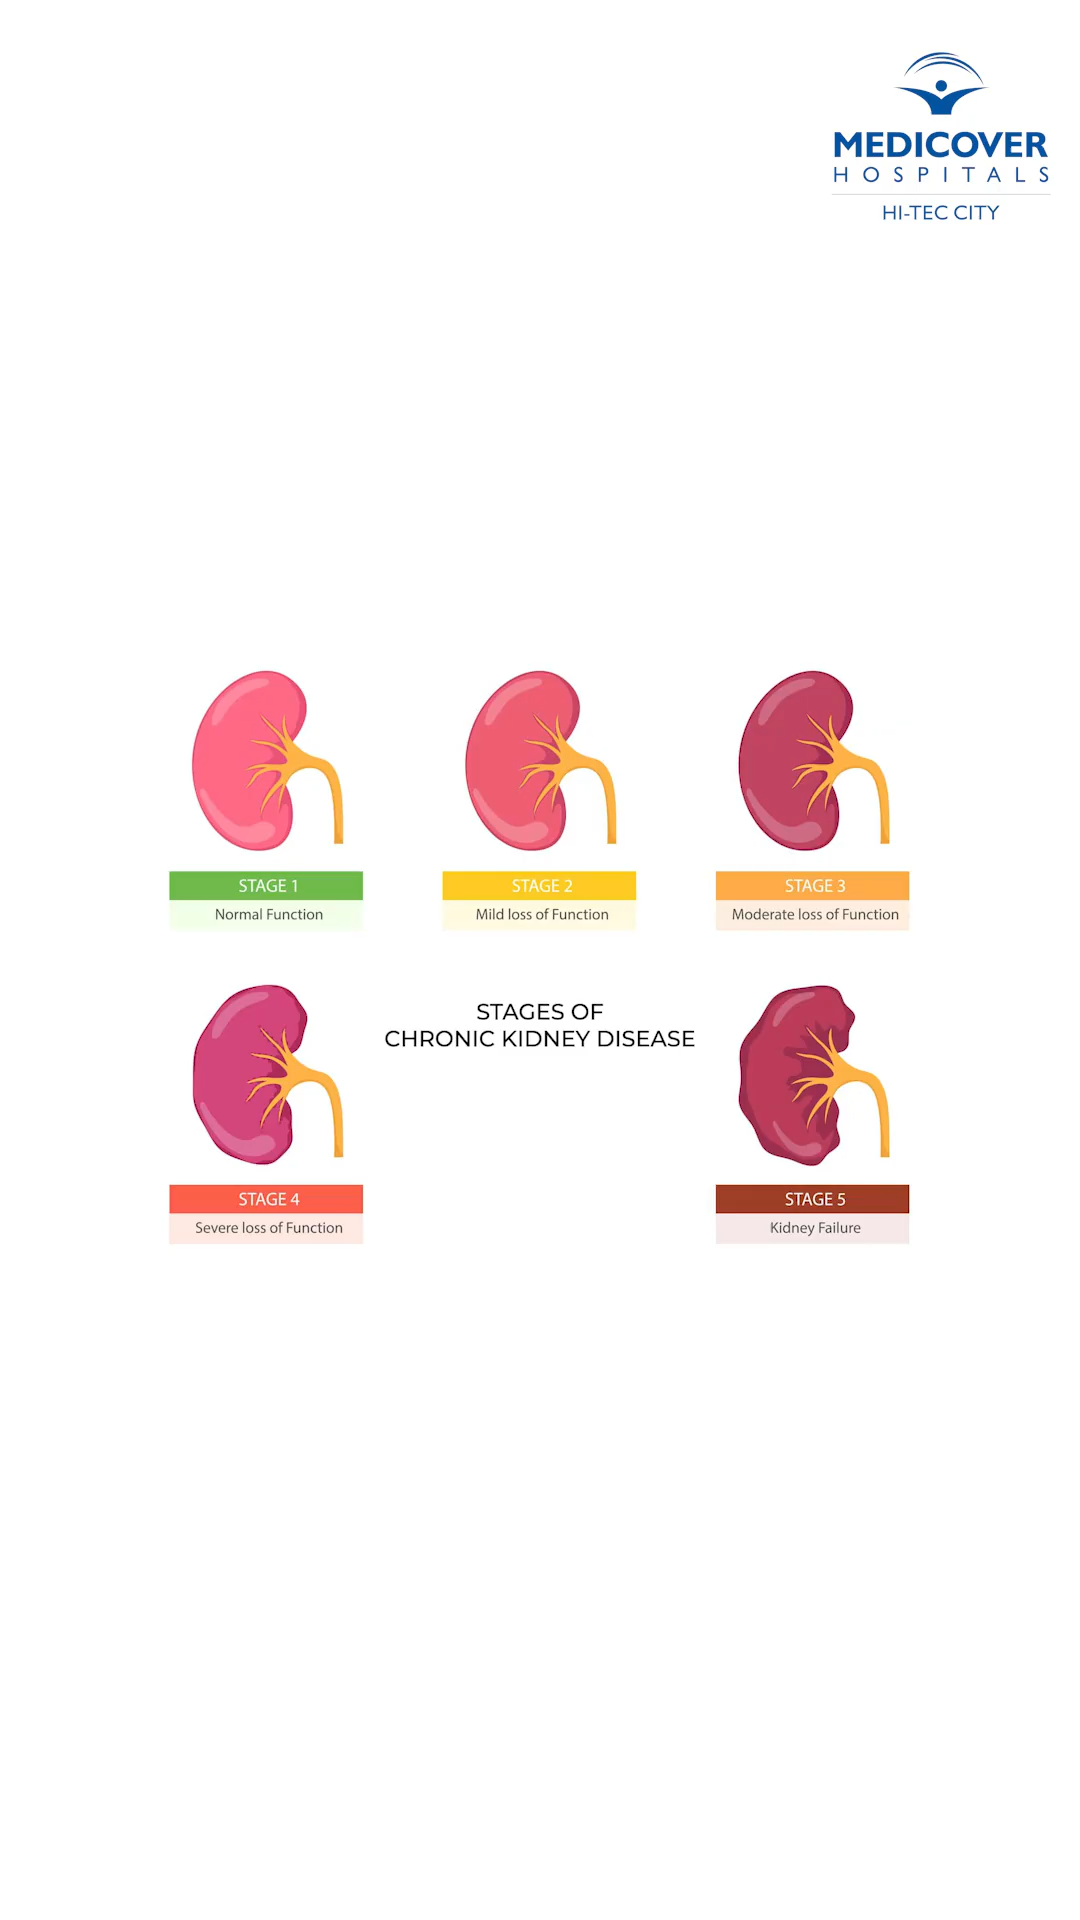 MEDICOVER
HOSPITALS
HI-TEC CITY
STAGE 1
Normal Function
STAGE 2
Mild loss of Function
STAGE 3
Moderate loss of Function
STAGES OF
CHRONIC KIDNEY DISEASE
STAGE 4
Severe loss of Function
STAGE 5
Kidney Failure